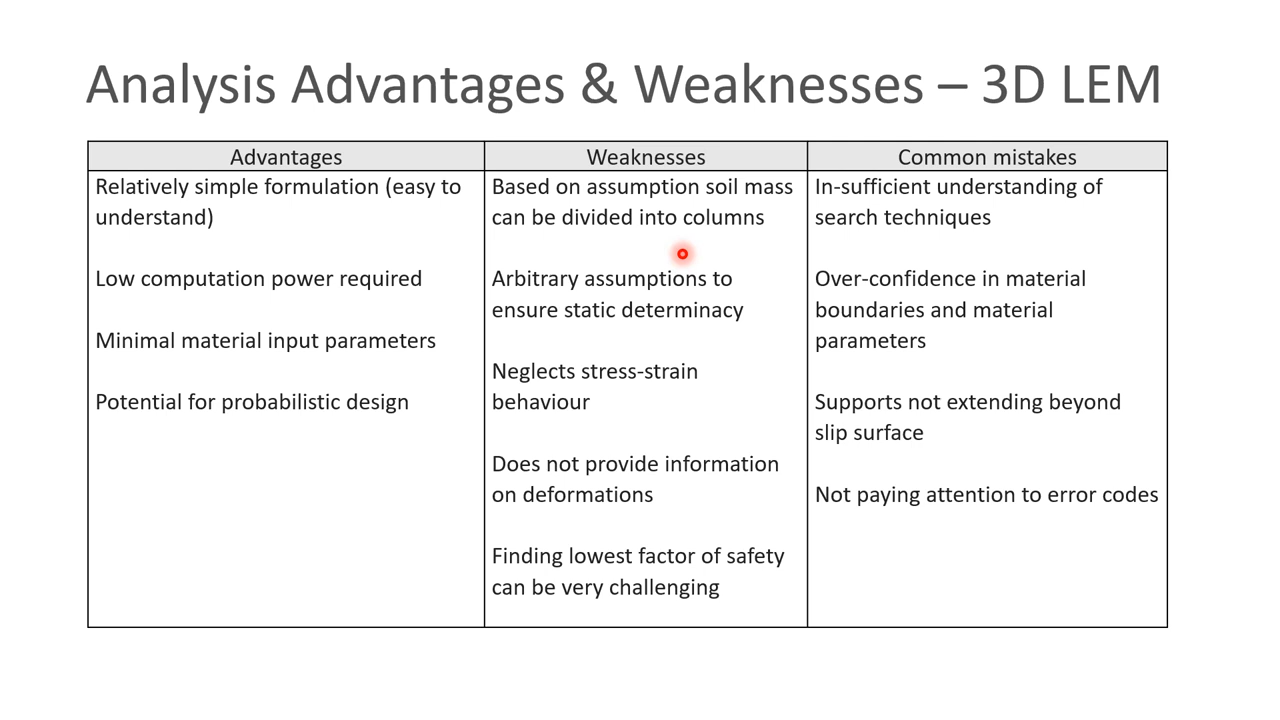 Analysis Advantages & Weaknesses – 3D LEM
Advantages
Relatively simple formulation (easy to
understand)
Low computation power required
Minimal material input parameters
Potential for probabilistic design
Weaknesses
Based on assumption soil mass
can be divided into columns
Arbitrary assumptions to
ensure static determinacy
Neglects stress-strain
behaviour
Does not provide information
on deformations
Finding lowest factor of safety
can be very challenging
Common mistakes
In-sufficient understanding of
search techniques
Over-confidence in material
boundaries and material
parameters
Supports not extending beyond
slip surface
Not paying attention to error codes